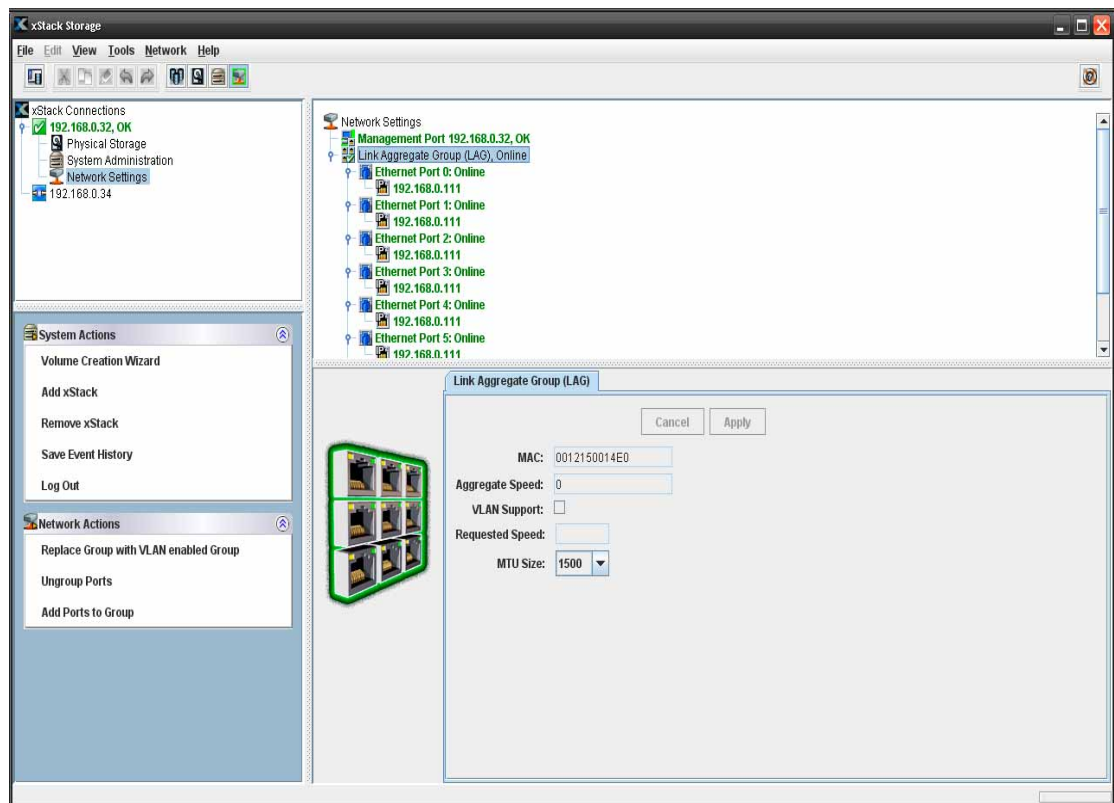 xStack Storage
File Edit View Tools Network Help
xStack Connections
192.168.0.32, OK
Physical Storage
System Administration
Network Settings
192.168.0.34
Network Settings
Management Port 192.168.0.32, OK
Link Aggregate Group (LAG), Online
Ethernet Port 0: Online
192.168.0.111
Ethernet Port 1: Online
192.168.0.111
Ethernet Port 2: Online
192.168.0.111
Ethernet Port 3: Online
192.168.0.111
Ethernet Port 4: Online
192.168.0.111
Ethernet Port 5: Online
192.168.0.111
System Actions
Volume Creation Wizard
Add xStack
Remove xStack
Save Event History
Log Out
Network Actions
Replace Group with VLAN enabled Group
Ungroup Ports
Add Ports to Group
Link Aggregate Group (LAG)
Cancel Apply
MAC: 0012150014E0
Aggregate Speed: 0
VLAN Support:
Requested Speed:
MTU Size: 1500